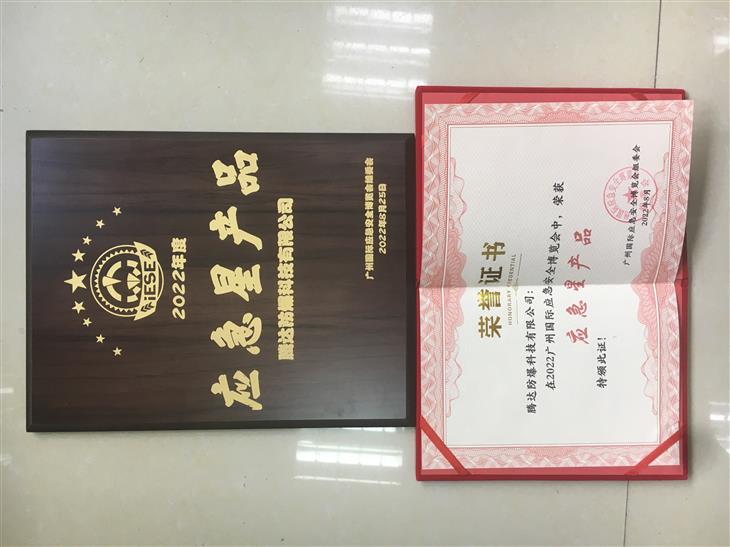 GIESE
2022年度
应急星产品
腾达防爆科技有限公司
广州国际应急安全博览会组委会
2022年8月25日
荣誉证书
HONORARY CREDENTIAL
腾达防爆科技有限公司：
在2022广州国际应急安全博览会中，荣获
应急星产品
特颁此证！
广州国际应急安全博览会组委会
2022年8月